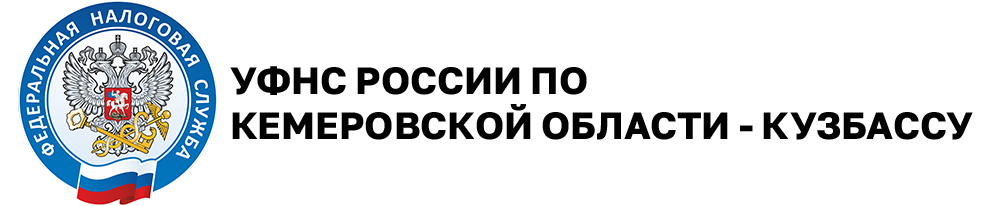 ФЕДЕРАЛЬНАЯ НАЛОГОВАЯ СЛУЖБА
УФНС РОССИИ ПО
КЕМЕРОВСКОЙ ОБЛАСТИ - КУЗБАССУ